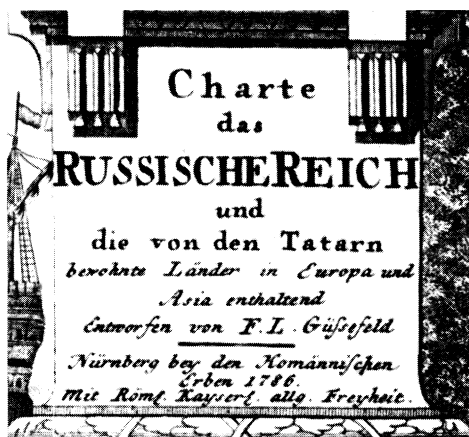 Charte
das
RUSSISCHE REICH
und
die von den Tatarn
bewohnte Länder in Europa und
Asia enthaltend
Entworfen von F. L. Güssefeld
Nürnberg bey den Homännischen
Erben 1786.
Mit Röml. Kayserl. allg. Freyheit.